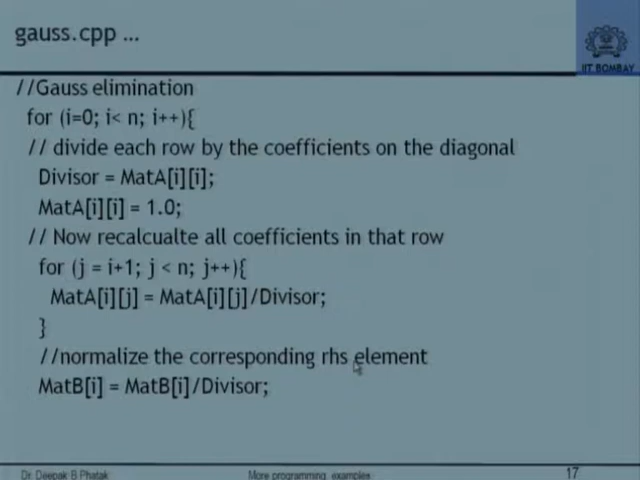 gauss.cpp ...
IIT BOMBAY
//Gauss elimination
for (i=0; i< n; i++){
// divide each row by the coefficients on the diagonal
Divisor = MatA[i][i];
MatA[i][i] = 1.0;
// Now recalcualte all coefficients in that row
for (j = i+1; j < n; j++){
MatA[i][j] = MatA[i][j]/Divisor;
}
//normalize the corresponding rhs element
MatB[i] = MatB[i]/Divisor;
Dr. Deepak B Phatak
More programming examples
17